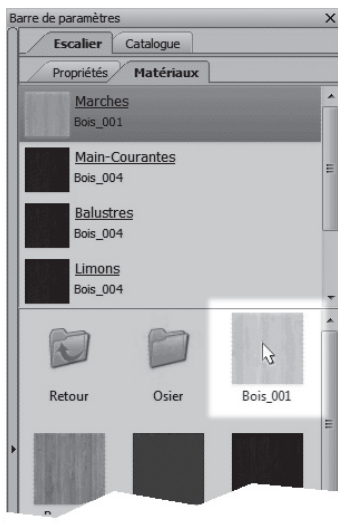 Barre de paramètres
Escalier Catalogue
Propriétés Matériaux
Marches
Bois_001
Main-Courantes
Bois_004
Balustres
Bois_004
Limons
Bois_004
Retour Osier Bois_001